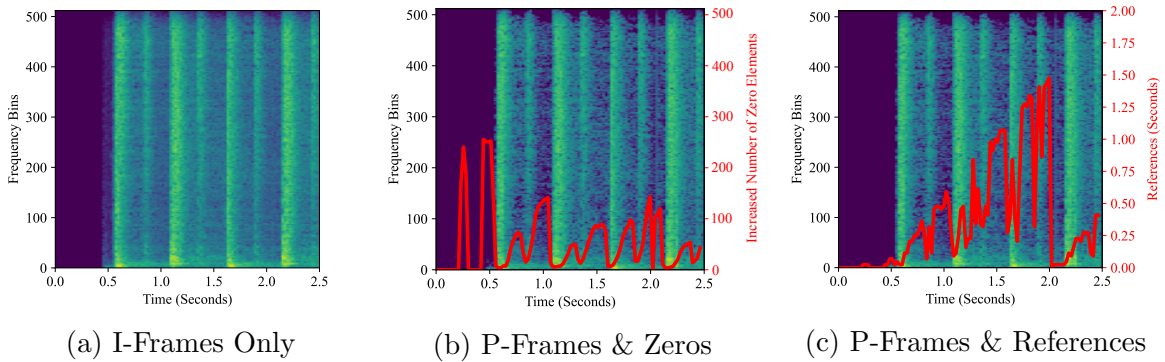 500
400
300
200
100
0
Frequency Bins
0.0 0.5 1.0 1.5 2.0 2.5
Time (Seconds)
(a) I-Frames Only
500
400
300
200
100
0
Frequency Bins
0.0 0.5 1.0 1.5 2.0 2.5
Time (Seconds)
500
400
300
200
100
0
Increased Number of Zero Elements
(b) P-Frames & Zeros
500
400
300
200
100
0
Frequency Bins
0.0 0.5 1.0 1.5 2.0 2.5
Time (Seconds)
2.00
1.75
1.50
1.25
1.00
0.75
0.50
0.25
0.00
References (Seconds)
(c) P-Frames & References